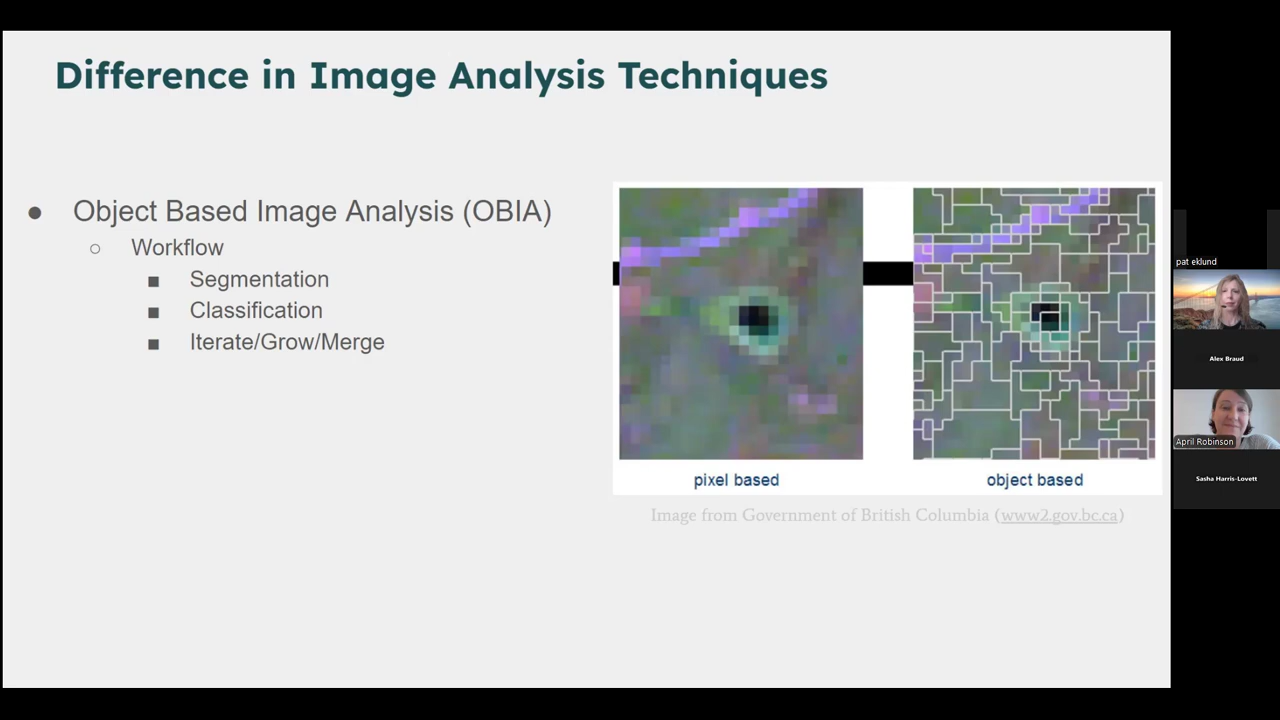 Difference in Image Analysis Techniques
● Object Based Image Analysis (OBIA)
○ Workflow
■ Segmentation
■ Classification
■ Iterate/Grow/Merge
pixel based
object based
Image from Government of British Columbia (www2.gov.bc.ca)
pat eklund
Alex Braud
April Robinson
Sasha Harris-Lovett